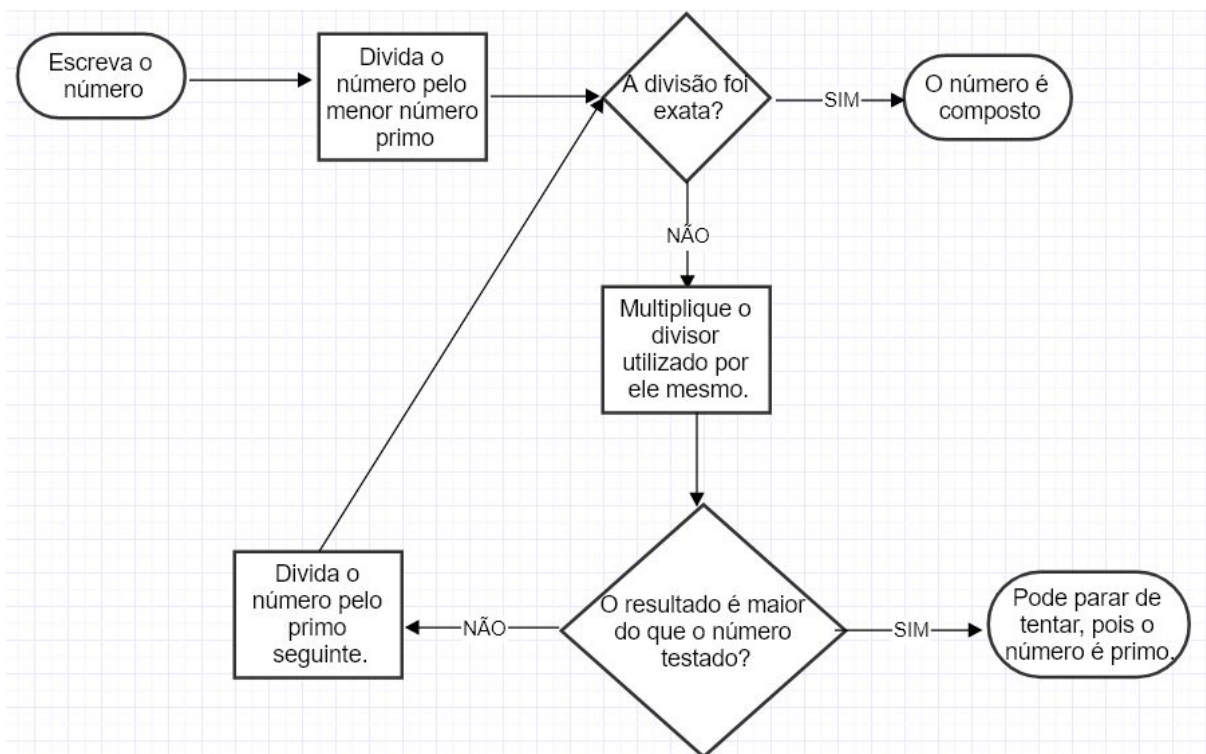 Escreva o
número
Divida o
número pelo
menor número
primo
A divisão foi
exata?
SIM
O número é
composto
NÃO
Multiplique o
divisor
utilizado por
ele mesmo.
O resultado é maior
do que o número
testado?
SIM
Pode parar de
tentar, pois o
número é primo.
NÃO
Divida o
número pelo
primo
seguinte.